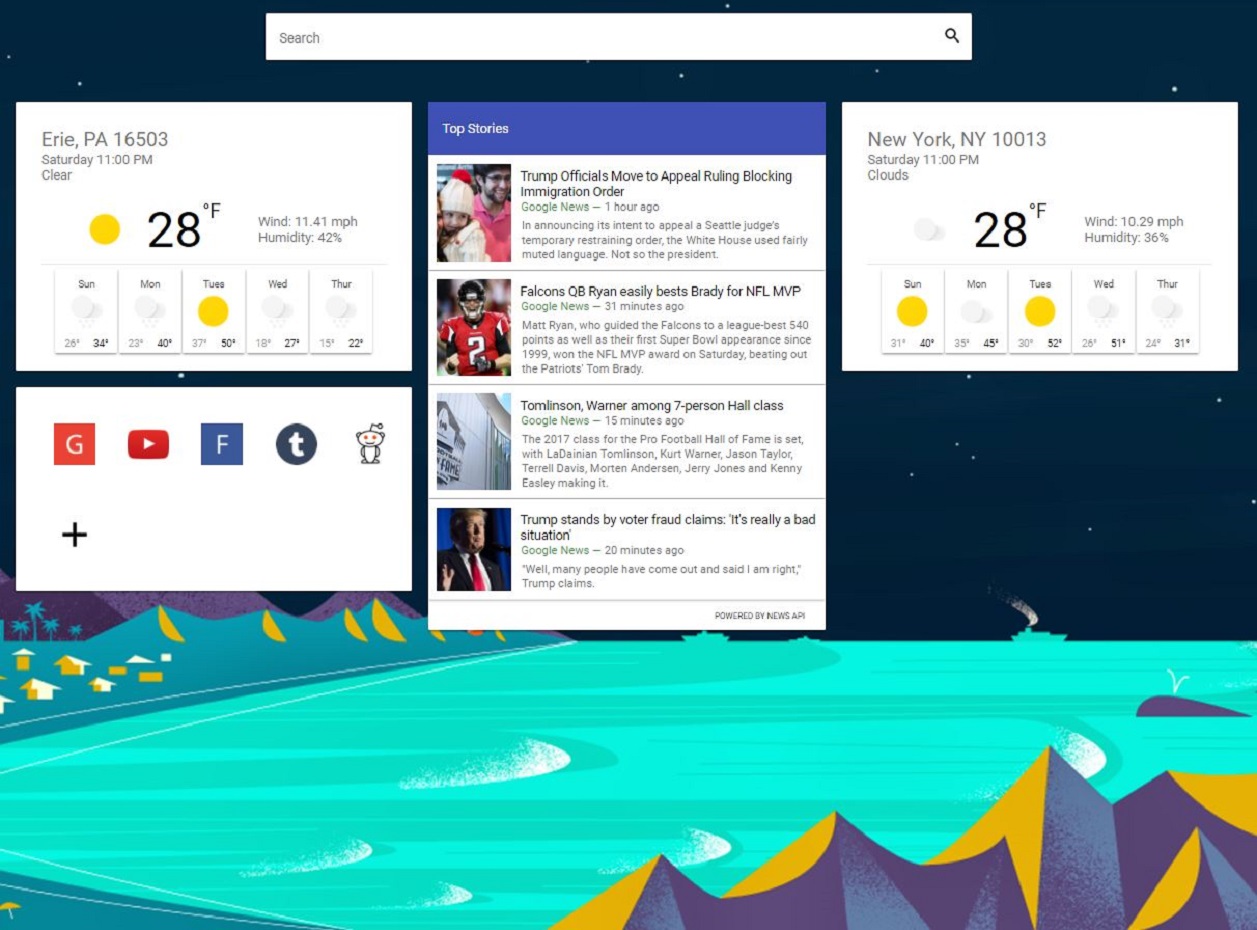 Search
Erie, PA 16503
Saturday 11:00 PM
Clear
28°F
Wind: 11.41 mph
Humidity: 42%
Sun Mon Tues Wed Thur
26° 34° 23° 40° 37° 50° 18° 27° 15° 22°
G F t
+
Top Stories
Trump Officials Move to Appeal Ruling Blocking
Immigration Order
Google News — 1 hour ago
In announcing its intent to appeal a Seattle judge's
temporary restraining order, the White House used fairly
muted language. Not so the president.
Falcons QB Ryan easily bests Brady for NFL MVP
Google News — 31 minutes ago
Matt Ryan, who guided the Falcons to a league-best 540
points as well as their first Super Bowl appearance since
1999, won the NFL MVP award on Saturday, beating out
the Patriots' Tom Brady.
2
Tomlinson, Warner among 7-person Hall class
Google News — 15 minutes ago
The 2017 class for the Pro Football Hall of Fame is set,
with LaDainian Tomlinson, Kurt Warner, Jason Taylor,
Terrell Davis, Morten Andersen, Jerry Jones and Kenny
Easley making it.
Trump stands by voter fraud claims: 'It's really a bad
situation'
Google News — 20 minutes ago
"Well, many people have come out and said I am right,"
Trump claims.
POWERED BY NEWS API
New York, NY 10013
Saturday 11:00 PM
Clouds
28°F
Wind: 10.29 mph
Humidity: 36%
Sun Mon Tues Wed Thur
31° 40° 35° 45° 30° 52° 26° 51° 24° 31°